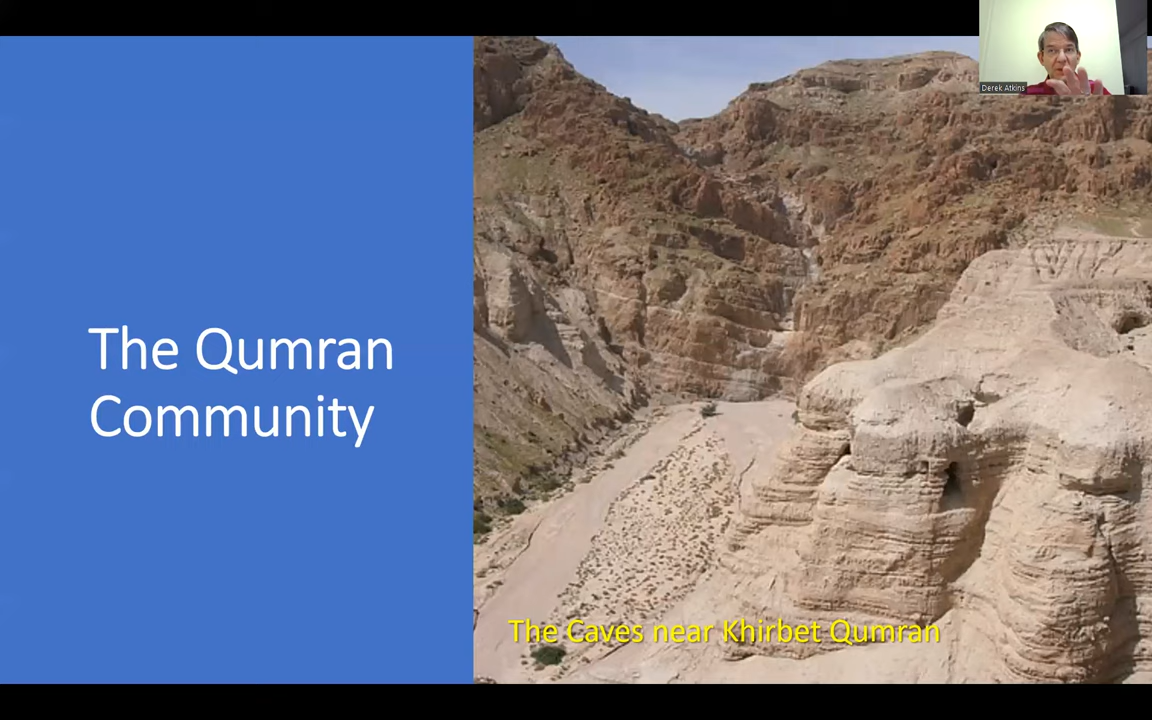 Derek Atkins
The Qumran
Community
The Caves near Khirbet Qumran